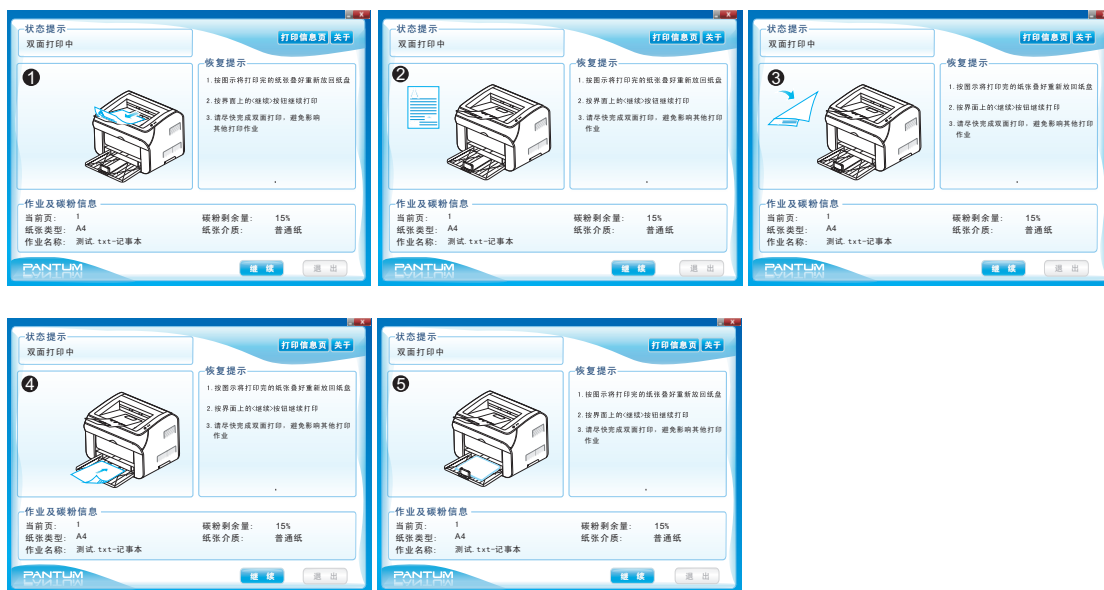 状态提示
双面打印中
打印信息页 关于
❶
恢复提示
1.按图示将打印完的纸张叠好重新放回纸盘
2.按界面上的<继续>按钮继续打印
3.请尽快完成双面打印，避免影响
其他打印作业
作业及碳粉信息
当前页： 1
碳粉剩余量： 15%
纸张类型： A4
纸张介质： 普通纸
作业名称： 测试.txt-记事本
PANTUM
继续 退出
状态提示
双面打印中
打印信息页 关于
❷
恢复提示
1.按图示将打印完的纸张叠好重新放回纸盘
2.按界面上的<继续>按钮继续打印
3.请尽快完成双面打印，避免影响其他打印
作业
作业及碳粉信息
当前页： 1
碳粉剩余量： 15%
纸张类型： A4
纸张介质： 普通纸
作业名称： 测试.txt-记事本
PANTUM
继续 退出
状态提示
双面打印中
打印信息页 关于
❸
恢复提示
1.按图示将打印完的纸张叠好重新放回纸盘
2.按界面上的<继续>按钮继续打印
3.请尽快完成双面打印，避免影响其他打印
作业
作业及碳粉信息
当前页： 1
碳粉剩余量： 15%
纸张类型： A4
纸张介质： 普通纸
作业名称： 测试.txt-记事本
PANTUM
继续 退出
状态提示
双面打印中
打印信息页 关于
❹
恢复提示
1.按图示将打印完的纸张叠好重新放回纸盘
2.按界面上的<继续>按钮继续打印
3.请尽快完成双面打印，避免影响其他打印
作业
作业及碳粉信息
当前页： 1
碳粉剩余量： 15%
纸张类型： A4
纸张介质： 普通纸
作业名称： 测试.txt-记事本
PANTUM
继续 退出
状态提示
双面打印中
打印信息页 关于
❺
恢复提示
1.按图示将打印完的纸张叠好重新放回纸盘
2.按界面上的<继续>按钮继续打印
3.请尽快完成双面打印，避免影响其他打印
作业
作业及碳粉信息
当前页： 1
碳粉剩余量： 15%
纸张类型： A4
纸张介质： 普通纸
作业名称： 测试.txt-记事本
PANTUM
继续 退出